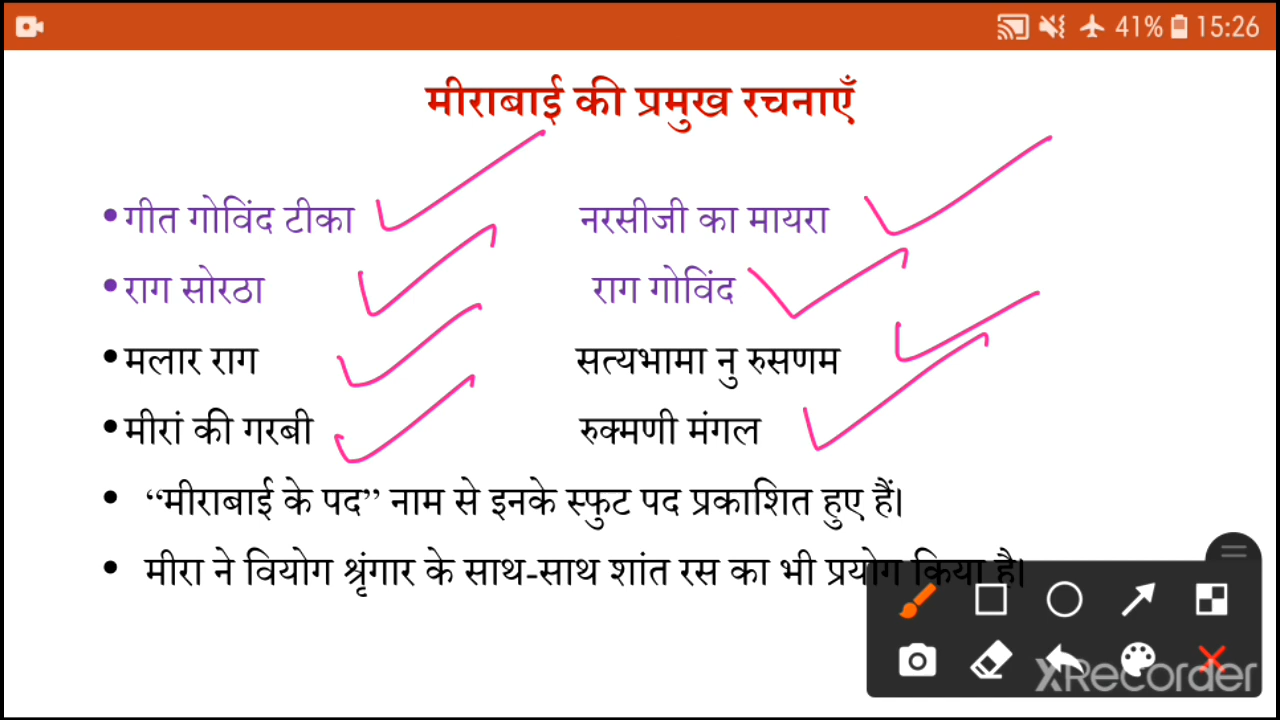 41% 15:26
मीराबाई की प्रमुख रचनाएँ
•गीत गोविंद टीका नरसीजी का मायरा
•राग सोरठा राग गोविंद
•मलार राग सत्यभामा नु रुसणम
•मीरां की गरबी रुक्मणी मंगल
• “मीराबाई के पद” नाम से इनके स्फुट पद प्रकाशित हुए हैं।
• मीरा ने वियोग श्रृंगार के साथ-साथ शांत रस का भी प्रयोग किया है।
XRecorder